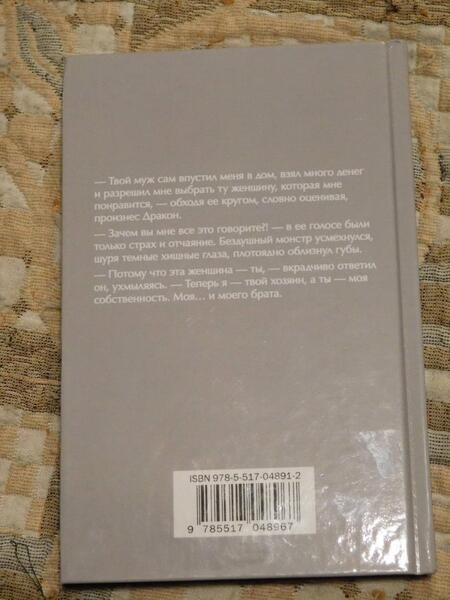 — Твой муж сам впустил меня в дом, взял много денег
и разрешил мне выбрать ту женщину, которая мне
понравится, — обходя ее кругом, словно оценивая,
произнес Дракон.
— Зачем вы мне все это говорите?! — в ее голосе были
только страх и отчаяние. Бездушный монстр усмехнулся,
щуря темные хищные глаза, плотоядно облизнул губы.
— Потому что эта женщина — ты, — вкрадчиво ответил
он, ухмыляясь. — Теперь я — твой хозяин, а ты — моя
собственность. Моя... и моего брата.
ISBN 978-5-517-04891-2
9 785517 048967